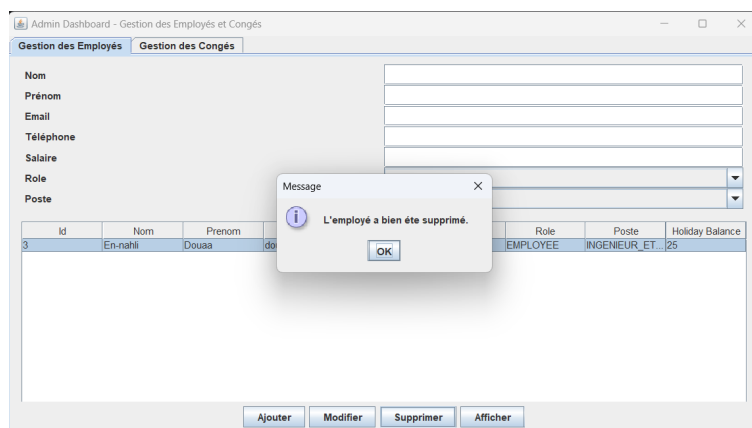 Admin Dashboard - Gestion des Employés et Congés
Gestion des Employés Gestion des Congés
Nom
Prénom
Email
Téléphone
Salaire
Role
Poste
Message
L'employé a bien éte supprimé.
OK
Id Nom Prenom Role Poste Holiday Balance
3 En-nahli Douaa EMPLOYEE INGENIEUR_ET... 25
Ajouter Modifier Supprimer Afficher